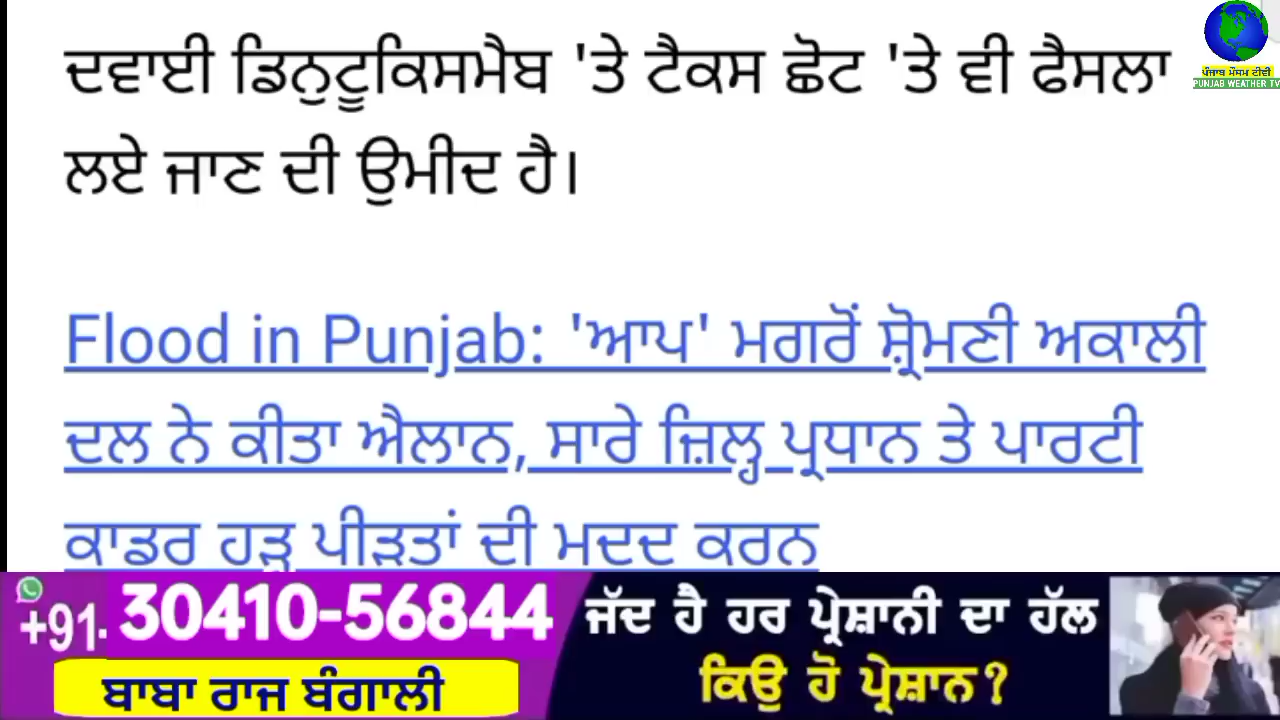 ਦਵਾਈ ਡਿਨੁਟੂਕਿਸਮੈਬ 'ਤੇ ਟੈਕਸ ਛੋਟ 'ਤੇ ਵੀ ਫੈਸਲਾ
ਲਏ ਜਾਣ ਦੀ ਉਮੀਦ ਹੈ।
Flood in Punjab: 'ਆਪ' ਮਗਰੋਂ ਸ਼੍ਰੋਮਣੀ ਅਕਾਲੀ
ਦਲ ਨੇ ਕੀਤਾ ਐਲਾਨ, ਸਾਰੇ ਜ਼ਿਲ੍ਹ ਪ੍ਰਧਾਨ ਤੇ ਪਾਰਟੀ
ਕਾਡਰ ਹੜ੍ਹ ਪੀੜਤਾਂ ਦੀ ਮਦਦ ਕਰਨ
ਪੰਜਾਬ ਮੌਸਮ ਟੀਵੀ
PUNJAB WEATHER TV
+91- 30410-56844
ਬਾਬਾ ਰਾਜ ਬੰਗਾਲੀ
ਜੱਦ ਹੈ ਹਰ ਪ੍ਰੇਸ਼ਾਨੀ ਦਾ ਹੱਲ
ਕਿਉ ਹੋ ਪ੍ਰੇਸ਼ਾਨ?